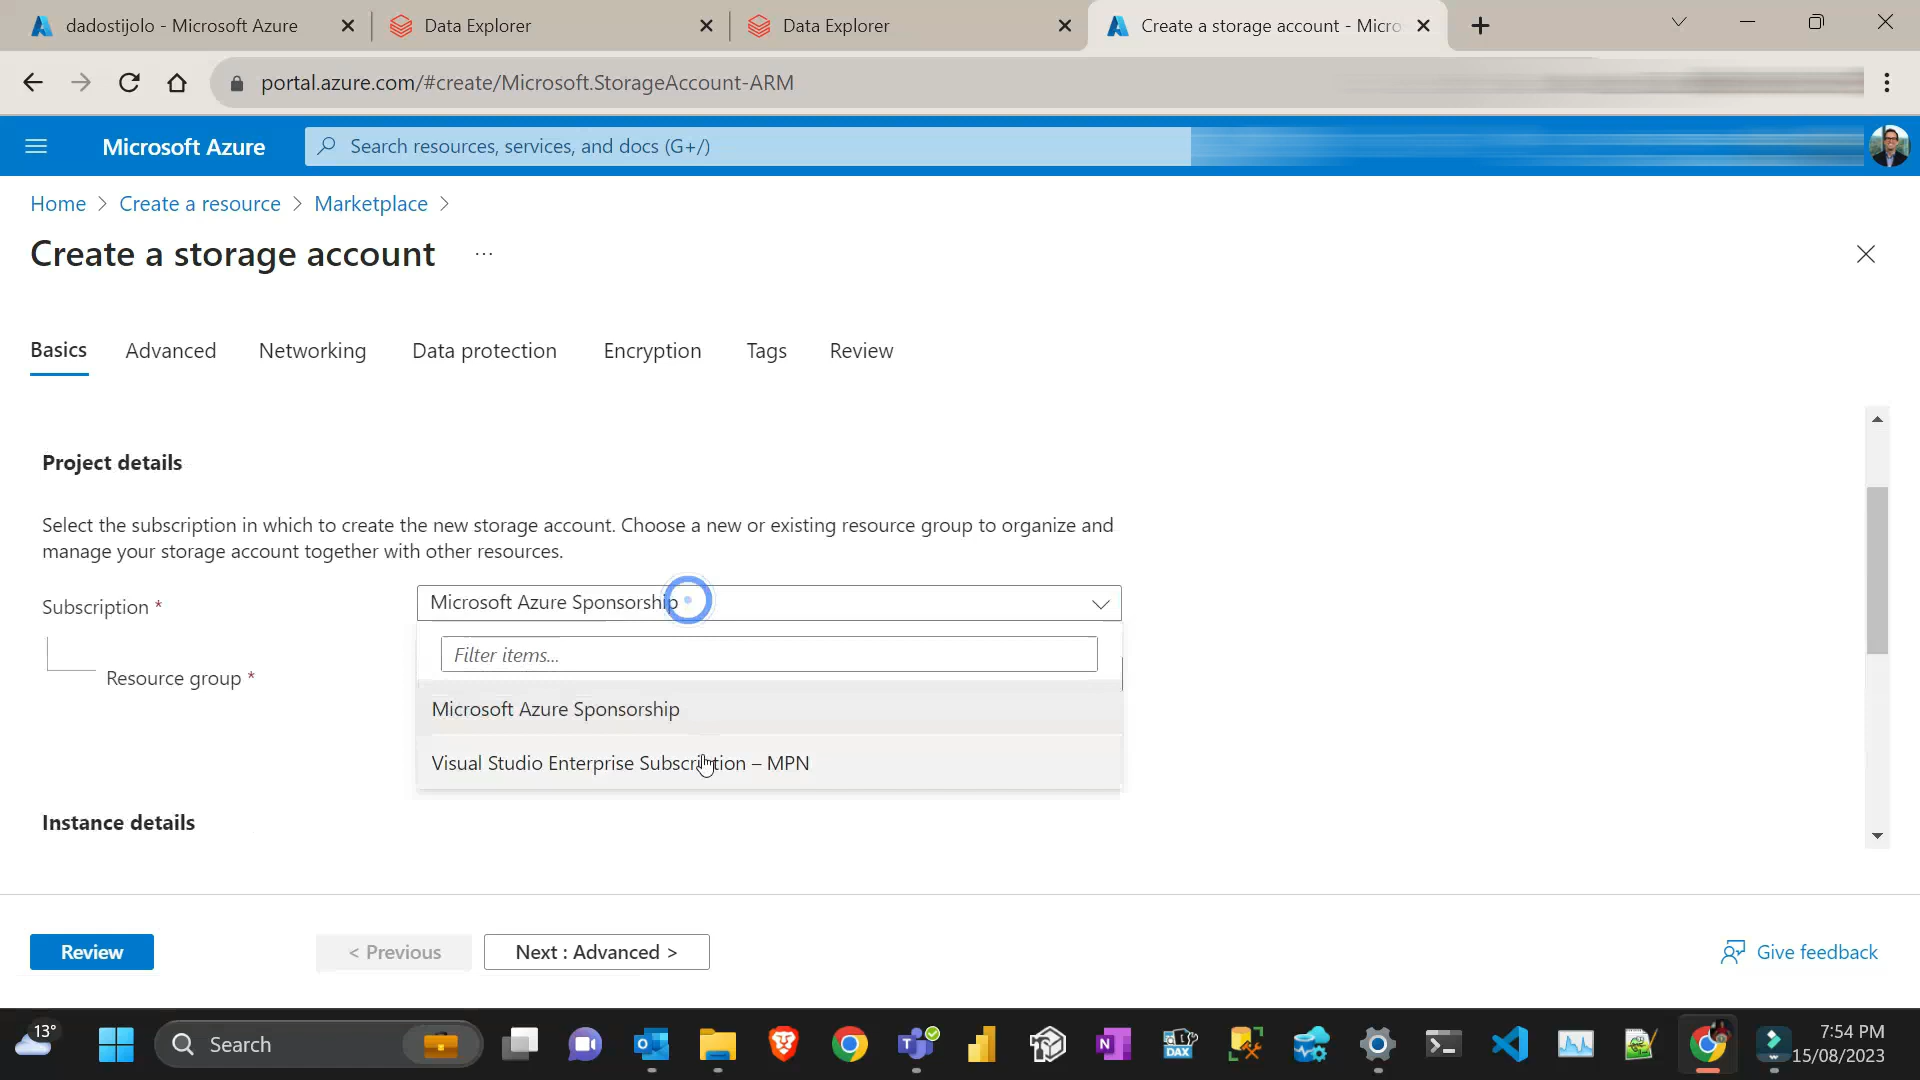 dadostijolo - Microsoft Azure
Data Explorer
Data Explorer
Create a storage account - Micro
portal.azure.com/#create/Microsoft.StorageAccount-ARM
Microsoft Azure
Search resources, services, and docs (G+/)
Home > Create a resource > Marketplace >
Create a storage account ...
Basics
Advanced
Networking
Data protection
Encryption
Tags
Review
Project details
Select the subscription in which to create the new storage account. Choose a new or existing resource group to organize and
manage your storage account together with other resources.
Subscription *
Microsoft Azure Sponsorship
Filter items...
Resource group *
Microsoft Azure Sponsorship
Visual Studio Enterprise Subscription – MPN
Instance details
Review
< Previous
Next : Advanced >
Give feedback
13°
Search
DAX
7:54 PM
15/08/2023